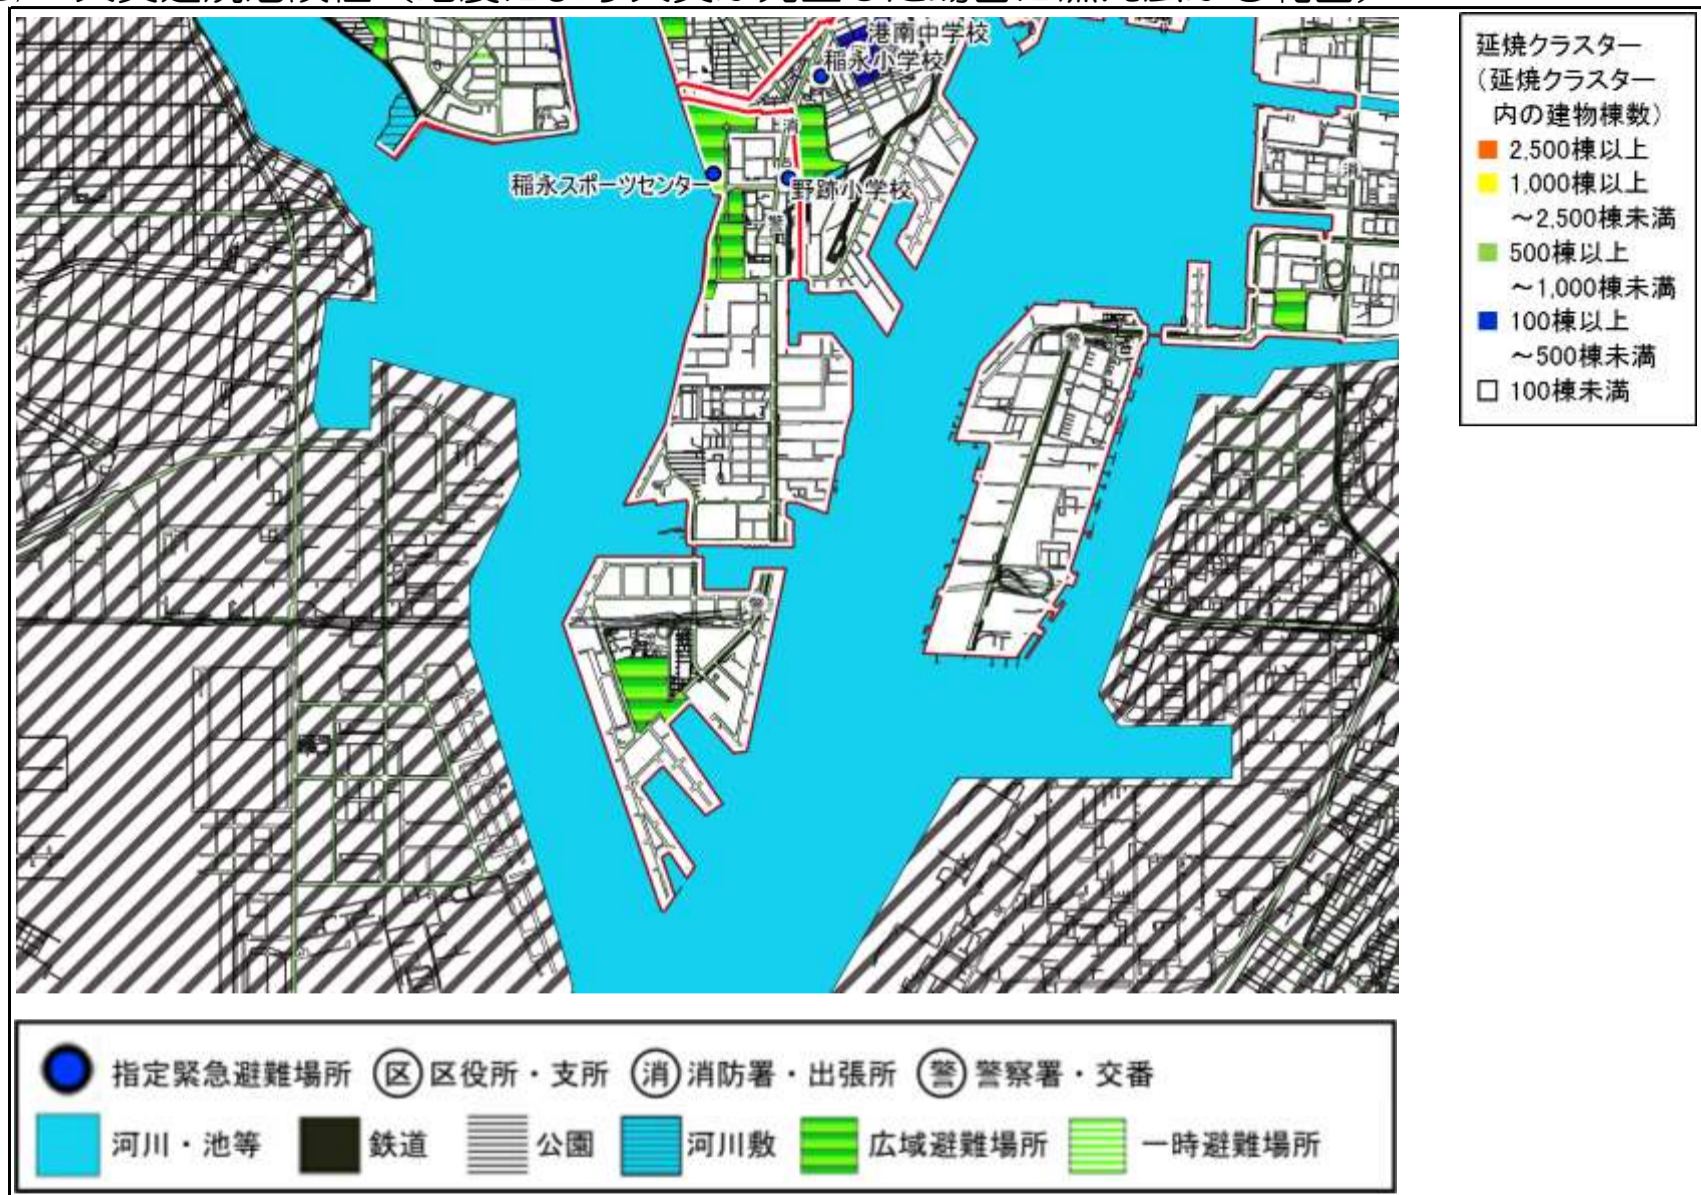 港南中学校
稲永小学校
消
稲永スポーツセンター
野跡小学校
警
消
警
警
延焼クラスター
（延焼クラスター
内の建物棟数）
2,500棟以上
1,000棟以上
～2,500棟未満
500棟以上
～1,000棟未満
100棟以上
～500棟未満
100棟未満
指定緊急避難場所 区 区役所・支所 消 消防署・出張所 警 警察署・交番
河川・池等 鉄道 公園 河川敷 広域避難場所 一時避難場所